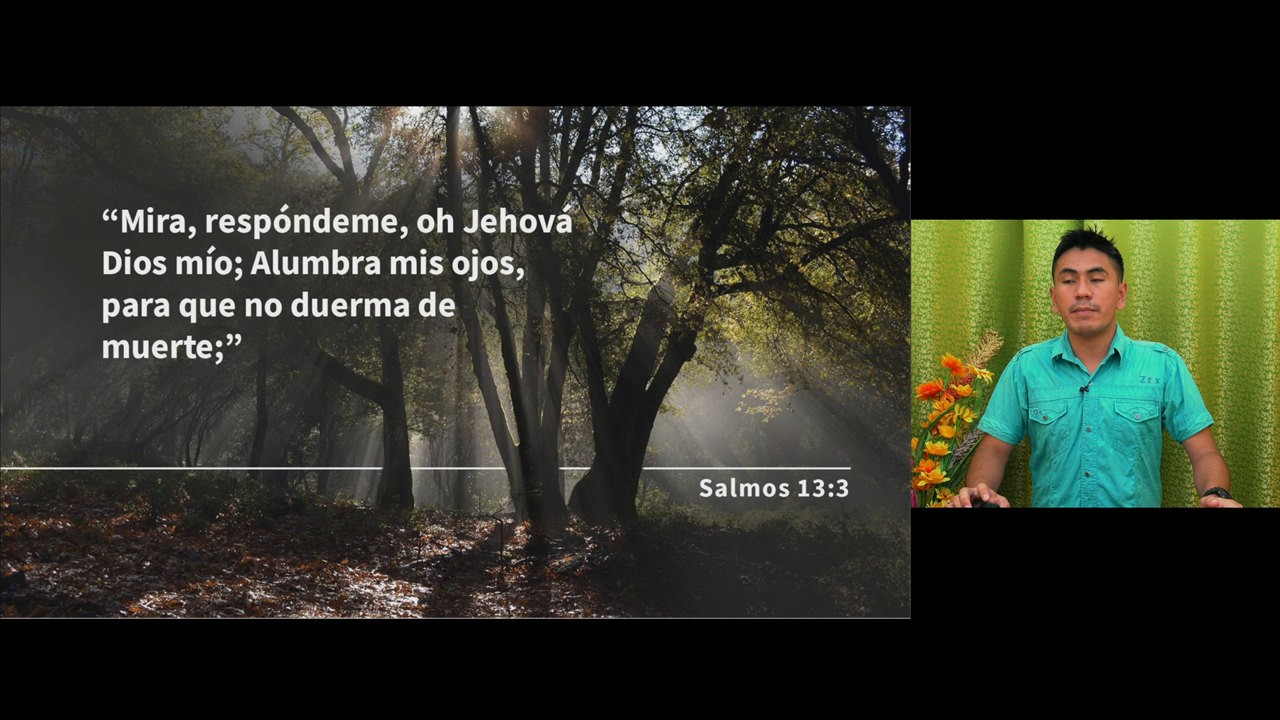 “Mira, respóndeme, oh Jehová
Dios mío; Alumbra mis ojos,
para que no duerma de
muerte;”
Salmos 13:3